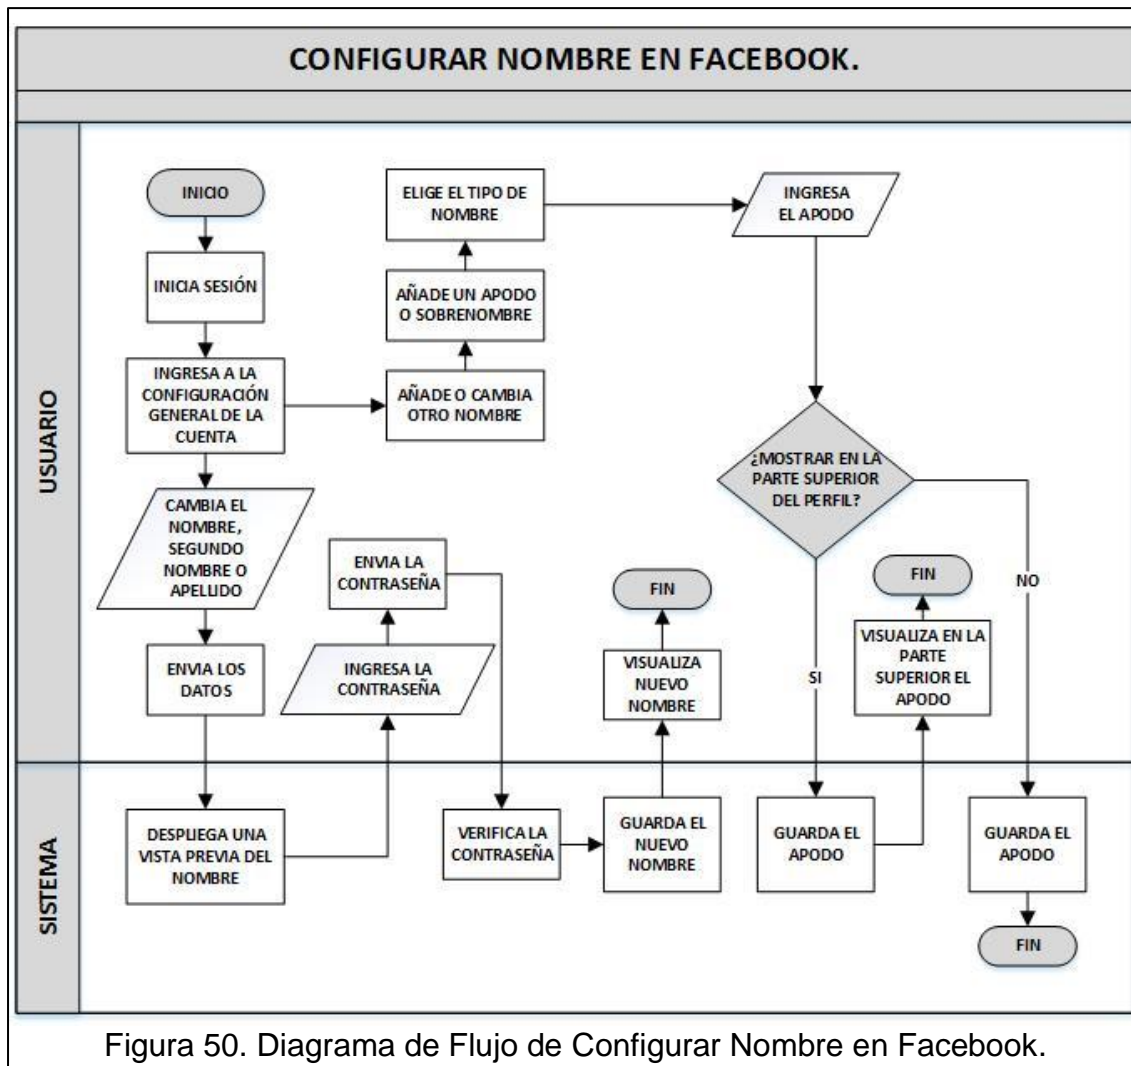 CONFIGURAR NOMBRE EN FACEBOOK.
USUARIO
INICIO
INICIA SESIÓN
INGRESA A LA
CONFIGURACIÓN
GENERAL DE LA
CUENTA
CAMBIA EL
NOMBRE,
SEGUNDO
NOMBRE O
APELLIDO
ENVIA LOS
DATOS
ELIGE EL TIPO DE
NOMBRE
AÑADE UN APODO
O SOBRENOMBRE
AÑADE O CAMBIA
OTRO NOMBRE
ENVIA LA
CONTRASEÑA
INGRESA LA
CONTRASEÑA
INGRESA
EL APODO
¿MOSTRAR EN LA
PARTE SUPERIOR
DEL PERFIL?
SI
NO
FIN
VISUALIZA
NUEVO
NOMBRE
FIN
VISUALIZA EN LA
PARTE
SUPERIOR EL
APODO
SISTEMA
DESPLIEGA UNA
VISTA PREVIA DEL
NOMBRE
VERIFICA LA
CONTRASEÑA
GUARDA EL
NUEVO
NOMBRE
GUARDA EL
APODO
GUARDA EL
APODO
FIN
Figura 50. Diagrama de Flujo de Configurar Nombre en Facebook.